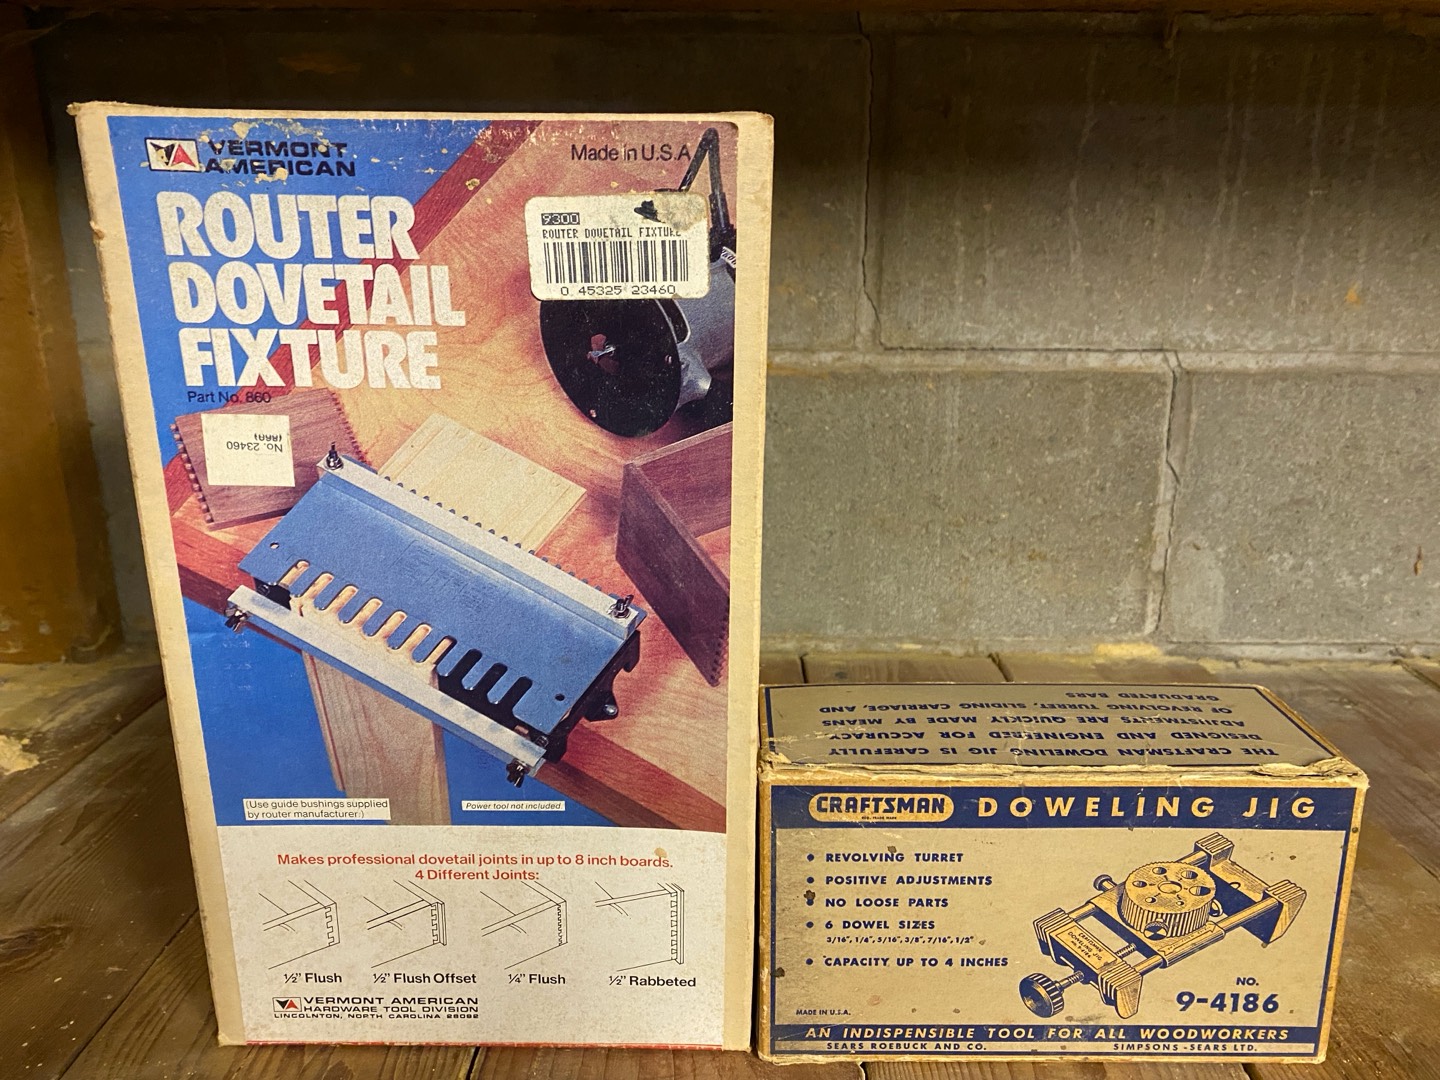 VERMONT
AMERICAN
Made in U.S.A
ROUTER
DOVETAIL
FIXTURE
Part No. 860
9300
ROUTER DOVETAIL FIXTURE
0 45325 23460
No. 23460
(Use guide bushings supplied
by router manufacturer.)
Power tool not included.
Makes professional dovetail joints in up to 8 inch boards.
4 Different Joints:
½" Flush
½" Flush Offset
¼" Flush
½" Rabbeted
VERMONT AMERICAN
HARDWARE TOOL DIVISION
LINCOLNTON, NORTH CAROLINA 28092
THE CRAFTSMAN DOWELING JIG IS CAREFULLY
DESIGNED AND ENGINEERED FOR ACCURACY
ADJUSTMENTS ARE QUICKLY MADE BY MEANS
OF REVOLVING TURRET, SLIDING CARRIAGE, AND
GRADUATED BARS
CRAFTSMAN
REG. TRADE MARK
DOWELING JIG
REVOLVING TURRET
POSITIVE ADJUSTMENTS
NO LOOSE PARTS
6 DOWEL SIZES
3/16", 1/4", 5/16", 3/8", 7/16", 1/2"
CAPACITY UP TO 4 INCHES
CRAFTSMAN
DOWELING JIG
MADE IN U.S.A.
NO.
9-4186
AN INDISPENSIBLE TOOL FOR ALL WOODWORKERS
SEARS ROEBUCK AND CO.
SIMPSONS-SEARS LTD.